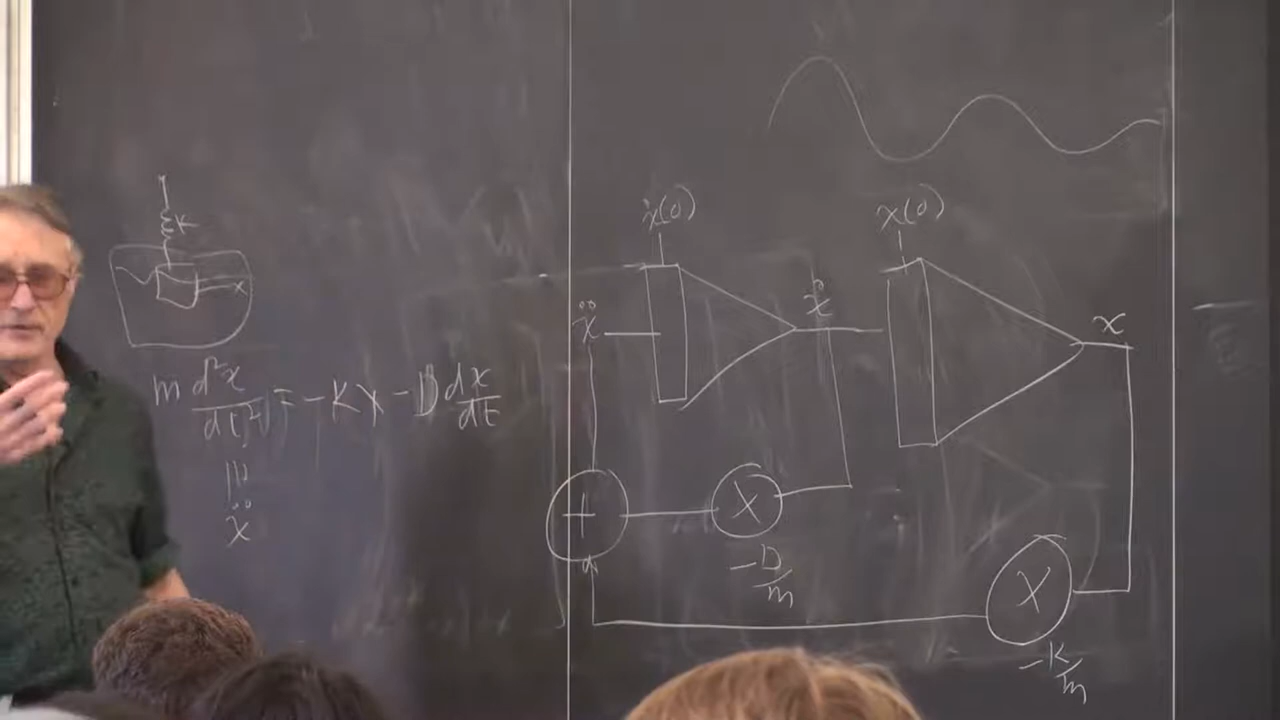 K
x
m d²x/dt² = -Kx - D dx/dt
|||
ẍ
ẋ(0)
x(0)
ẍ
ẋ
x
+
X
-D/m
X
-K/m